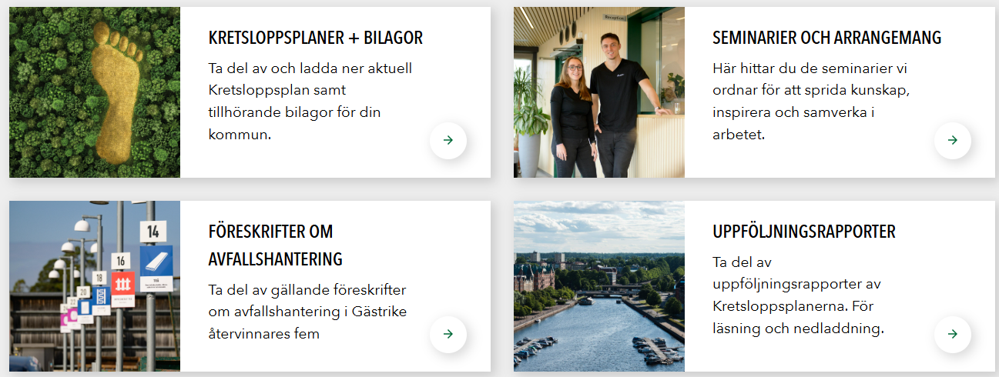 KRETSLOPPSPLANER + BILAGOR
Ta del av och ladda ner aktuell
Kretsloppsplan samt
tillhörande bilagor för din
kommun.
Reception
SEMINARIER OCH ARRANGEMANG
Här hittar du de seminarier vi
ordnar för att sprida kunskap,
inspirera och samverka i
arbetet.
14
16
18
20
22
FÖRESKRIFTER OM
AVFALLSHANTERING
Ta del av gällande föreskrifter
om avfallshantering i Gästrike
återvinnares fem
UPPFÖLJNINGSRAPPORTER
Ta del av
uppföljningsrapporter av
Kretsloppsplanerna. För
läsning och nedladdning.